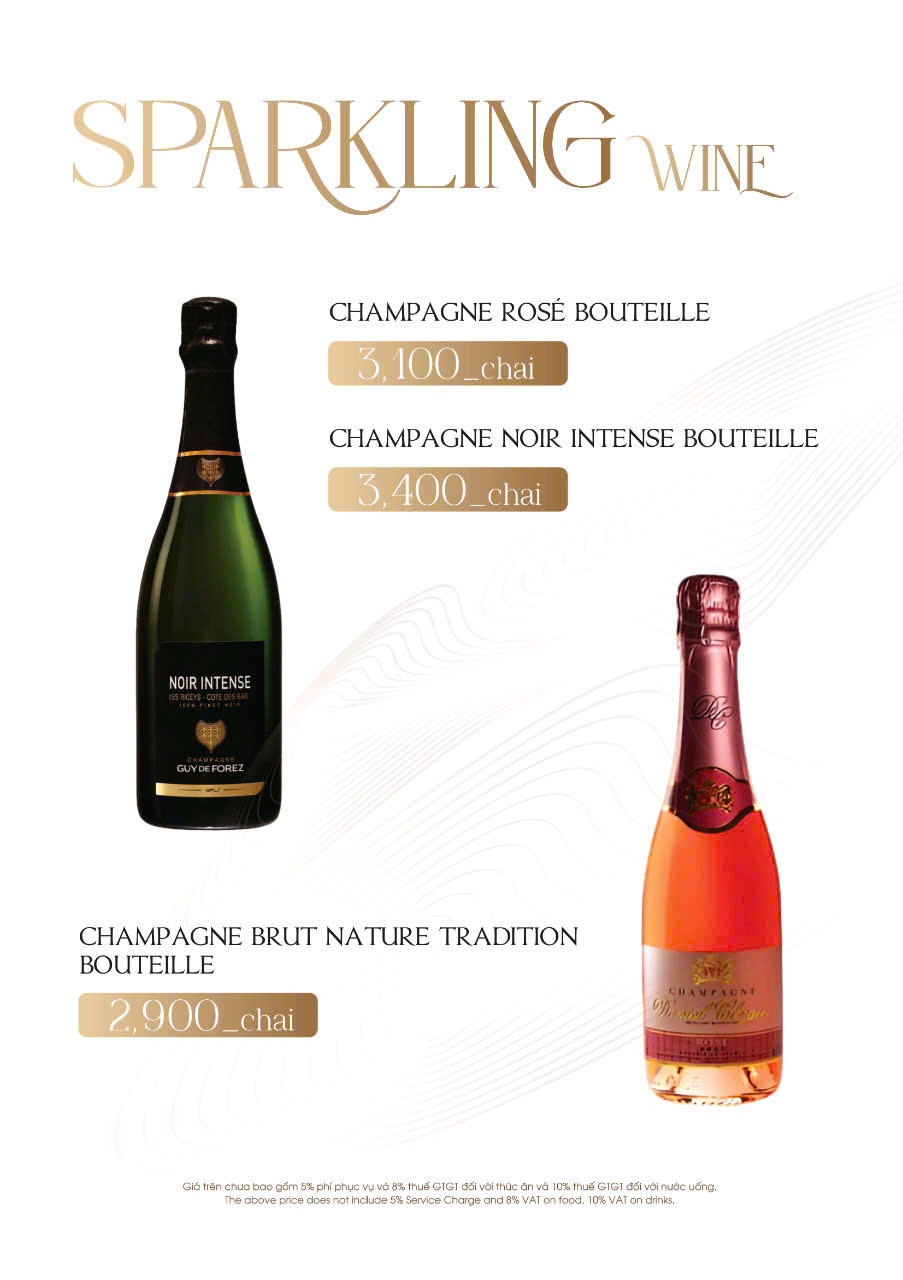 SPARKLING WINE
CHAMPAGNE ROSÉ BOUTEILLE
3,100_chai
CHAMPAGNE NOIR INTENSE BOUTEILLE
3,400_chai
NOIR INTENSE
LES RICEYS - COTE DES BAR
100% PINOT NOIR
CHAMPAGNE
GUY DE FOREZ
CHAMPAGNE BRUT NATURE TRADITION
BOUTEILLE
2,900_chai
CHAMPAGNE
ROSÉ
Giá trên chưa bao gồm 5% phí phục vụ và 8% thuế GTGT đối với thức ăn và 10% thuế GTGT đối với nước uống.
The above price does not include 5% Service Charge and 8% VAT on food, 10% VAT on drinks.